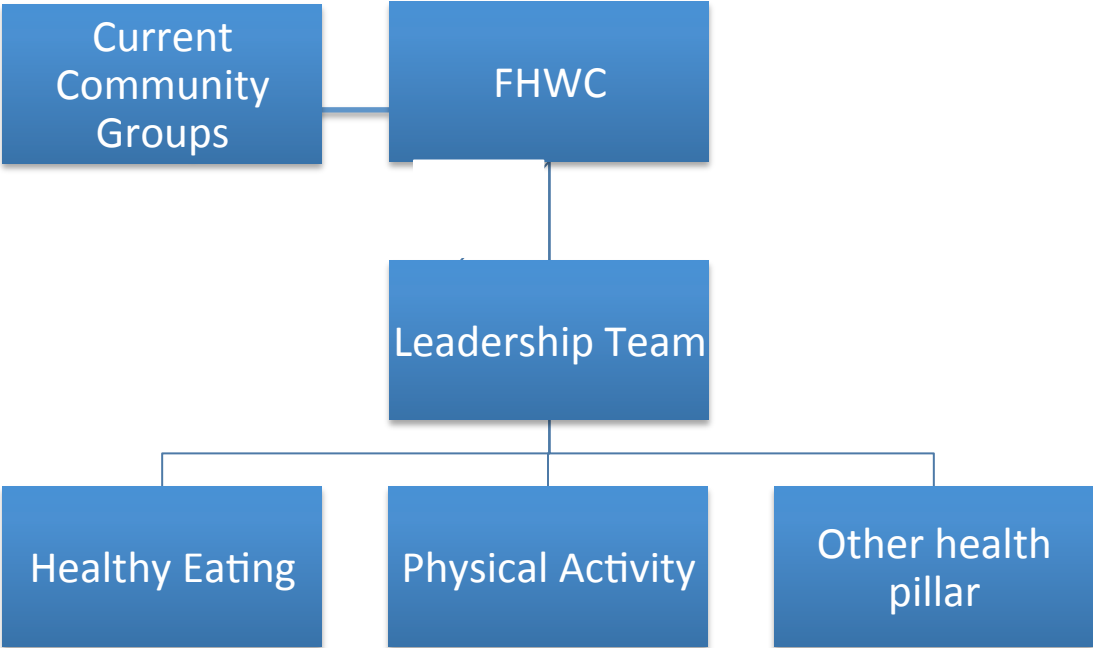 Current
Community
Groups
FHWC
Leadership Team
Healthy Eating
Physical Activity
Other health
pillar